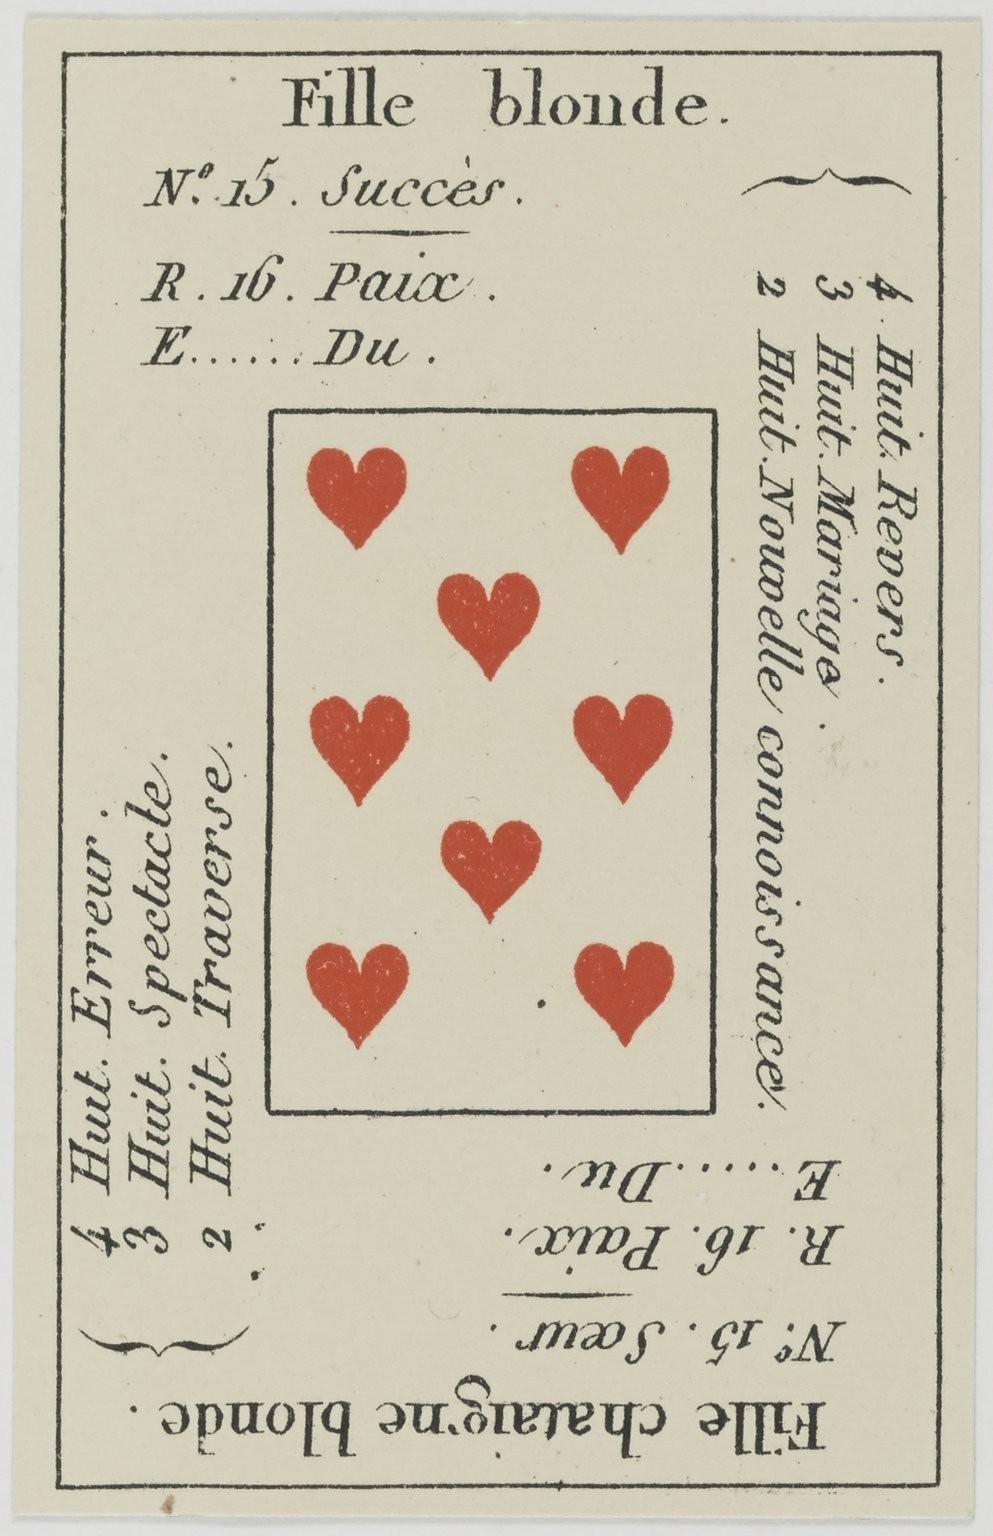 Fille blonde.
N.º 15. Succès.
R. 16. Paix.
E...... Du.
4. Huit. Revers.
3 Huit. Mariage.
2 Huit. Nouvelle connoissance.
4 Huit. Erreur.
3 Huit. Spectacle.
2 Huit. Traverse.
Fille chataigne blonde.
N.º 15. Sœur.
R. 16. Paix.
E..... Du.